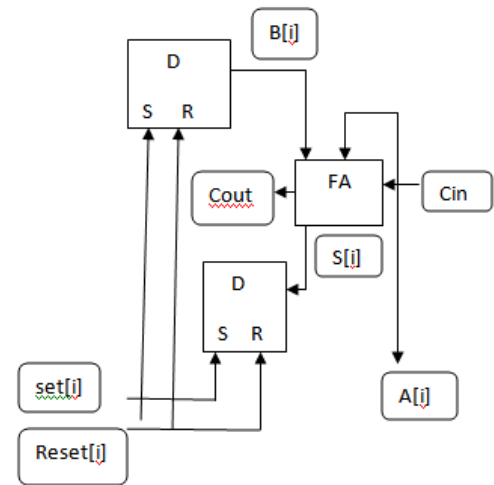 B[i]
D
S R
FA
Cout
Cin
S[i]
D
S R
set[i]
A[i]
Reset[i]